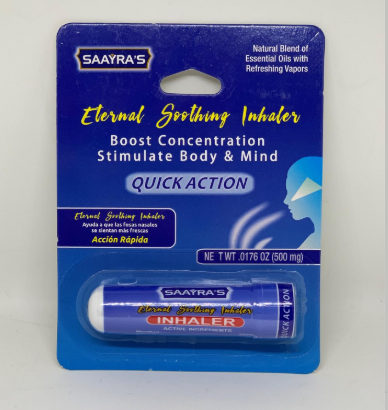 SAAYRA'S
Natural Blend of
Essential Oils with
Refreshing Vapors
Eternal Soothing Inhaler
Boost Concentration
Stimulate Body & Mind
QUICK ACTION
Eternal Soothing Inhaler
Ayuda a que las fosas nasales
se sientan más frescas
Acción Rápida
NE T WT .0176 OZ (500 mg)
SAAYRA'S
Eternal Soothing Inhaler
INHALER
ACTIVE INGREDIENTS
QUICK ACTION